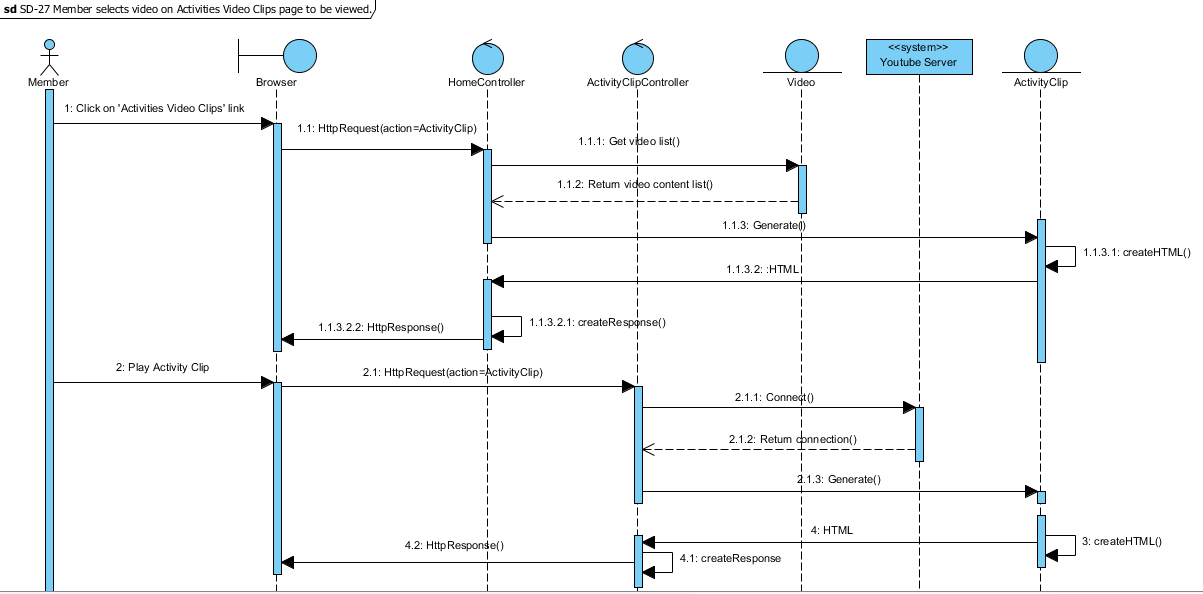 sd SD-27 Member selects video on Activities Video Clips page to be viewed.
<<system>>
Youtube Server
Member
Browser
HomeController
ActivityClipController
Video
ActivityClip
1: Click on 'Activities Video Clips' link
1.1: HttpRequest(action=ActivityClip)
1.1.1: Get video list()
1.1.2: Return video content list()
1.1.3: Generate()
1.1.3.1: createHTML()
1.1.3.2: :HTML
1.1.3.2.1: createResponse()
1.1.3.2.2: HttpResponse()
2: Play Activity Clip
2.1: HttpRequest(action=ActivityClip)
2.1.1: Connect()
2.1.2: Return connection()
2.1.3: Generate()
4: HTML
3: createHTML()
4.2: HttpResponse()
4.1: createResponse